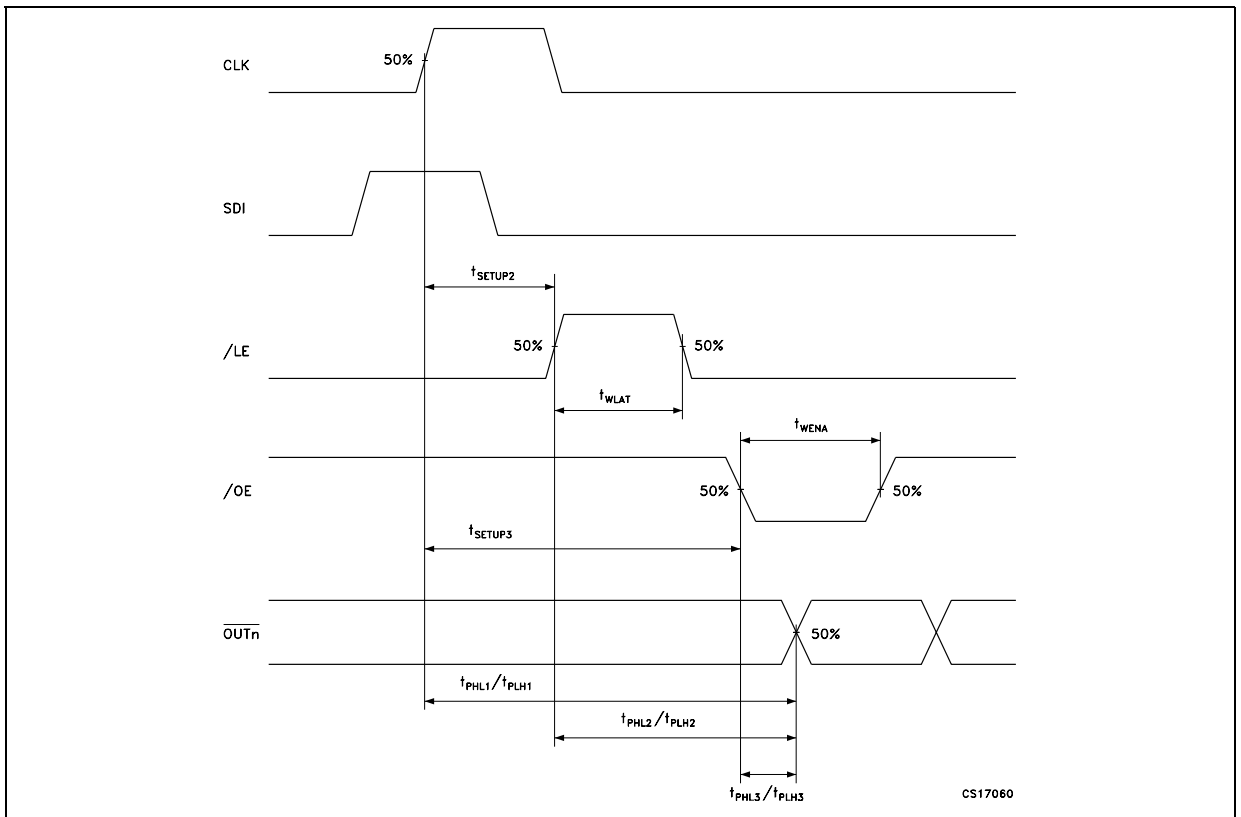 CLK
50%
SDI
tSETUP2
/LE
50%
50%
tWLAT
tWENA
/OE
50%
50%
tSETUP3
OUTn
50%
tPHL1/tPLH1
tPHL2/tPLH2
tPHL3/tPLH3
CS17060